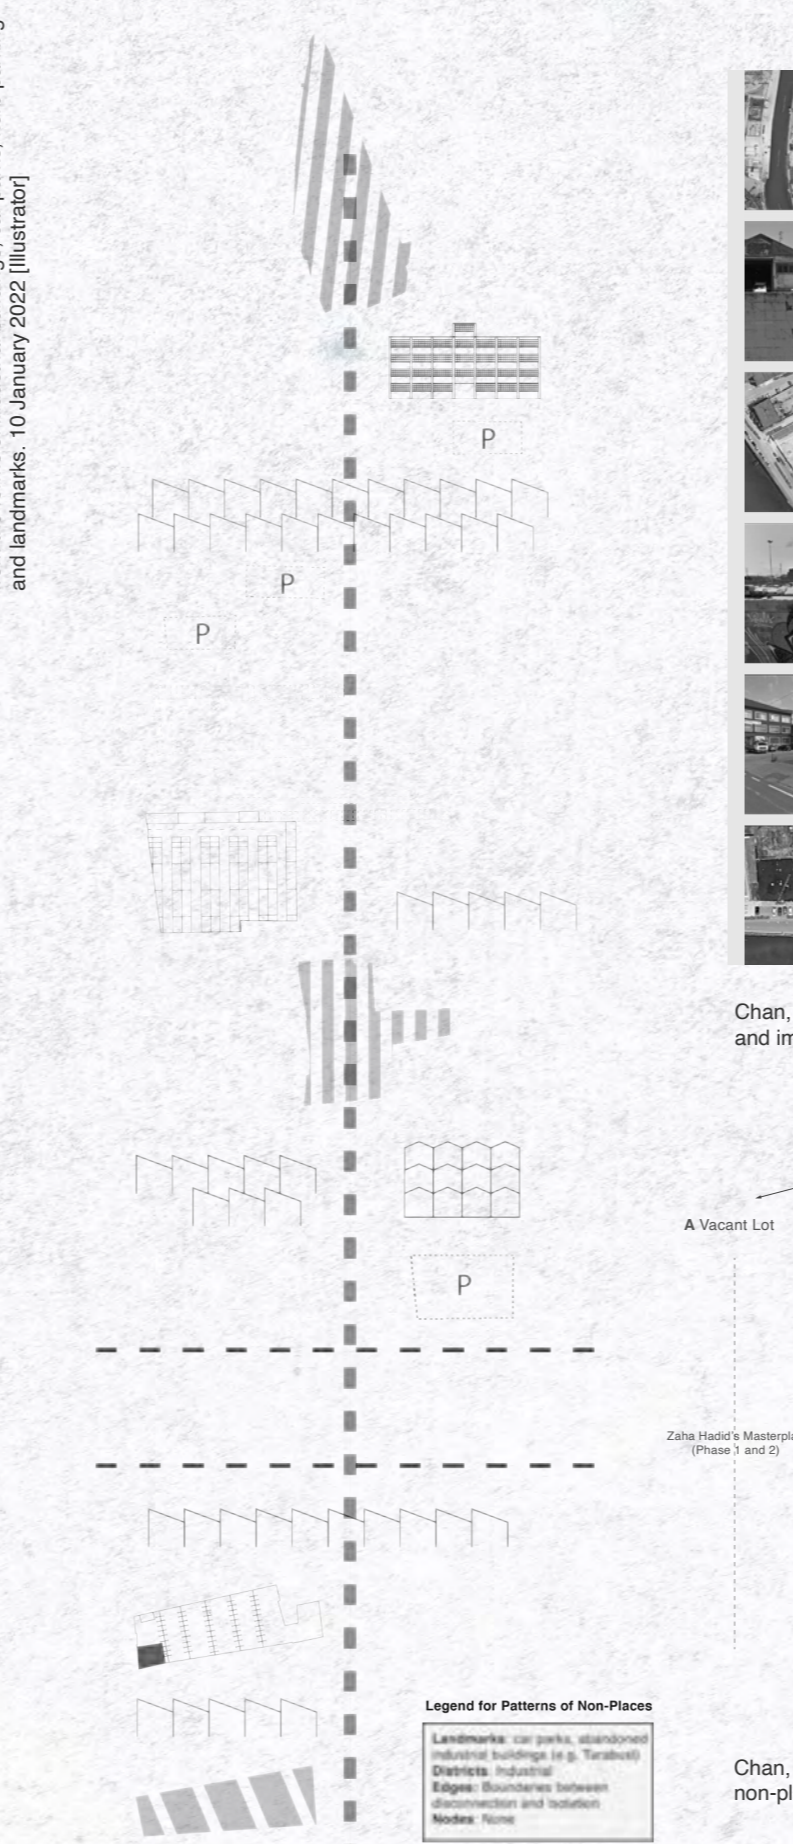 and landmarks. 10 January 2022 [Illustrator]
P
P
P
P
Chan,
and im
A Vacant Lot
Zaha Hadid's Masterpla
(Phase 1 and 2)
Legend for Patterns of Non-Places
Landmarks: car parks, abandoned
industrial buildings (e.g. Tarabusi)
Districts: Industrial
Edges: Boundaries between
disconnection and isolation
Nodes: None
Chan,
non-pl